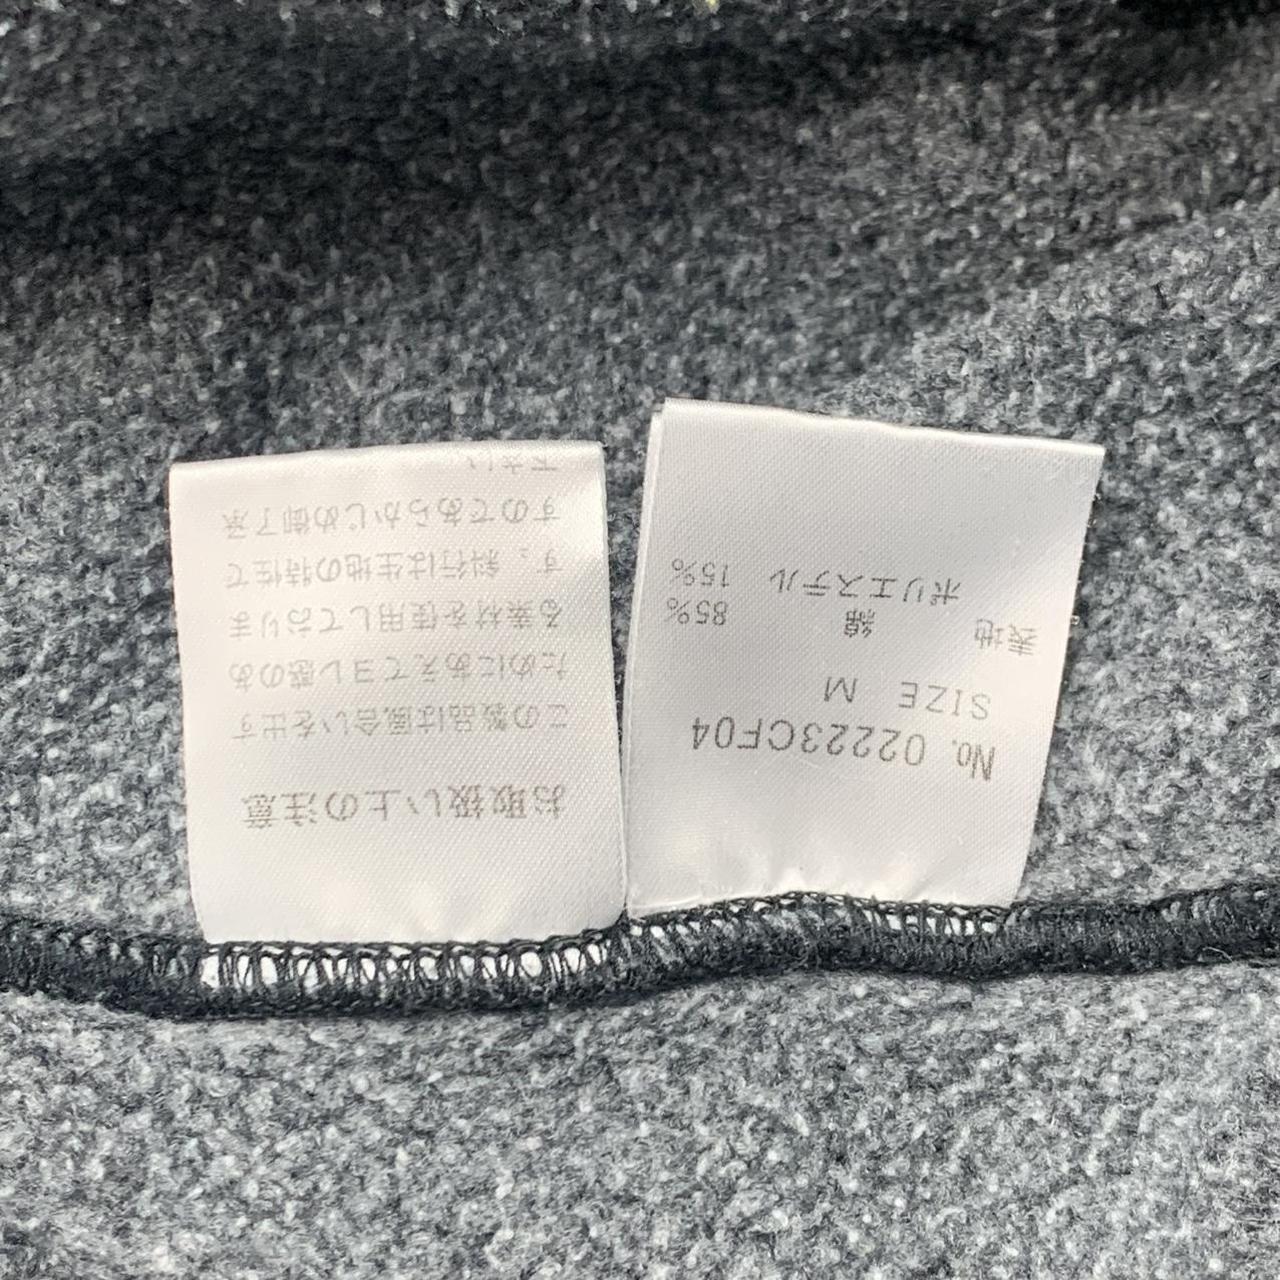 No. 02223CF04
SIZE M
表地 綿 85%
ポリエステル 15%
お取扱い上の注意
この製品は風合いを出す
ためにあえてヨレ感のあ
る素材を使用しておりま
す。斜行は生地の特性で
すのであらかじめ御了承
下さい。